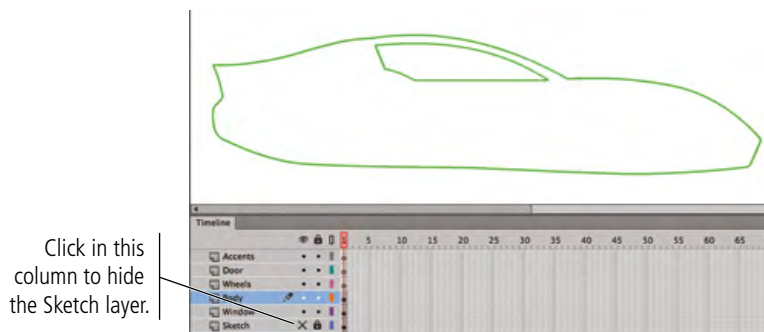 Timeline
1 5 10 15 20 25 30 35 40 45 50 55 60 65
Accents
Door
Wheels
Body
Window
Sketch
Click in this
column to hide
the Sketch layer.